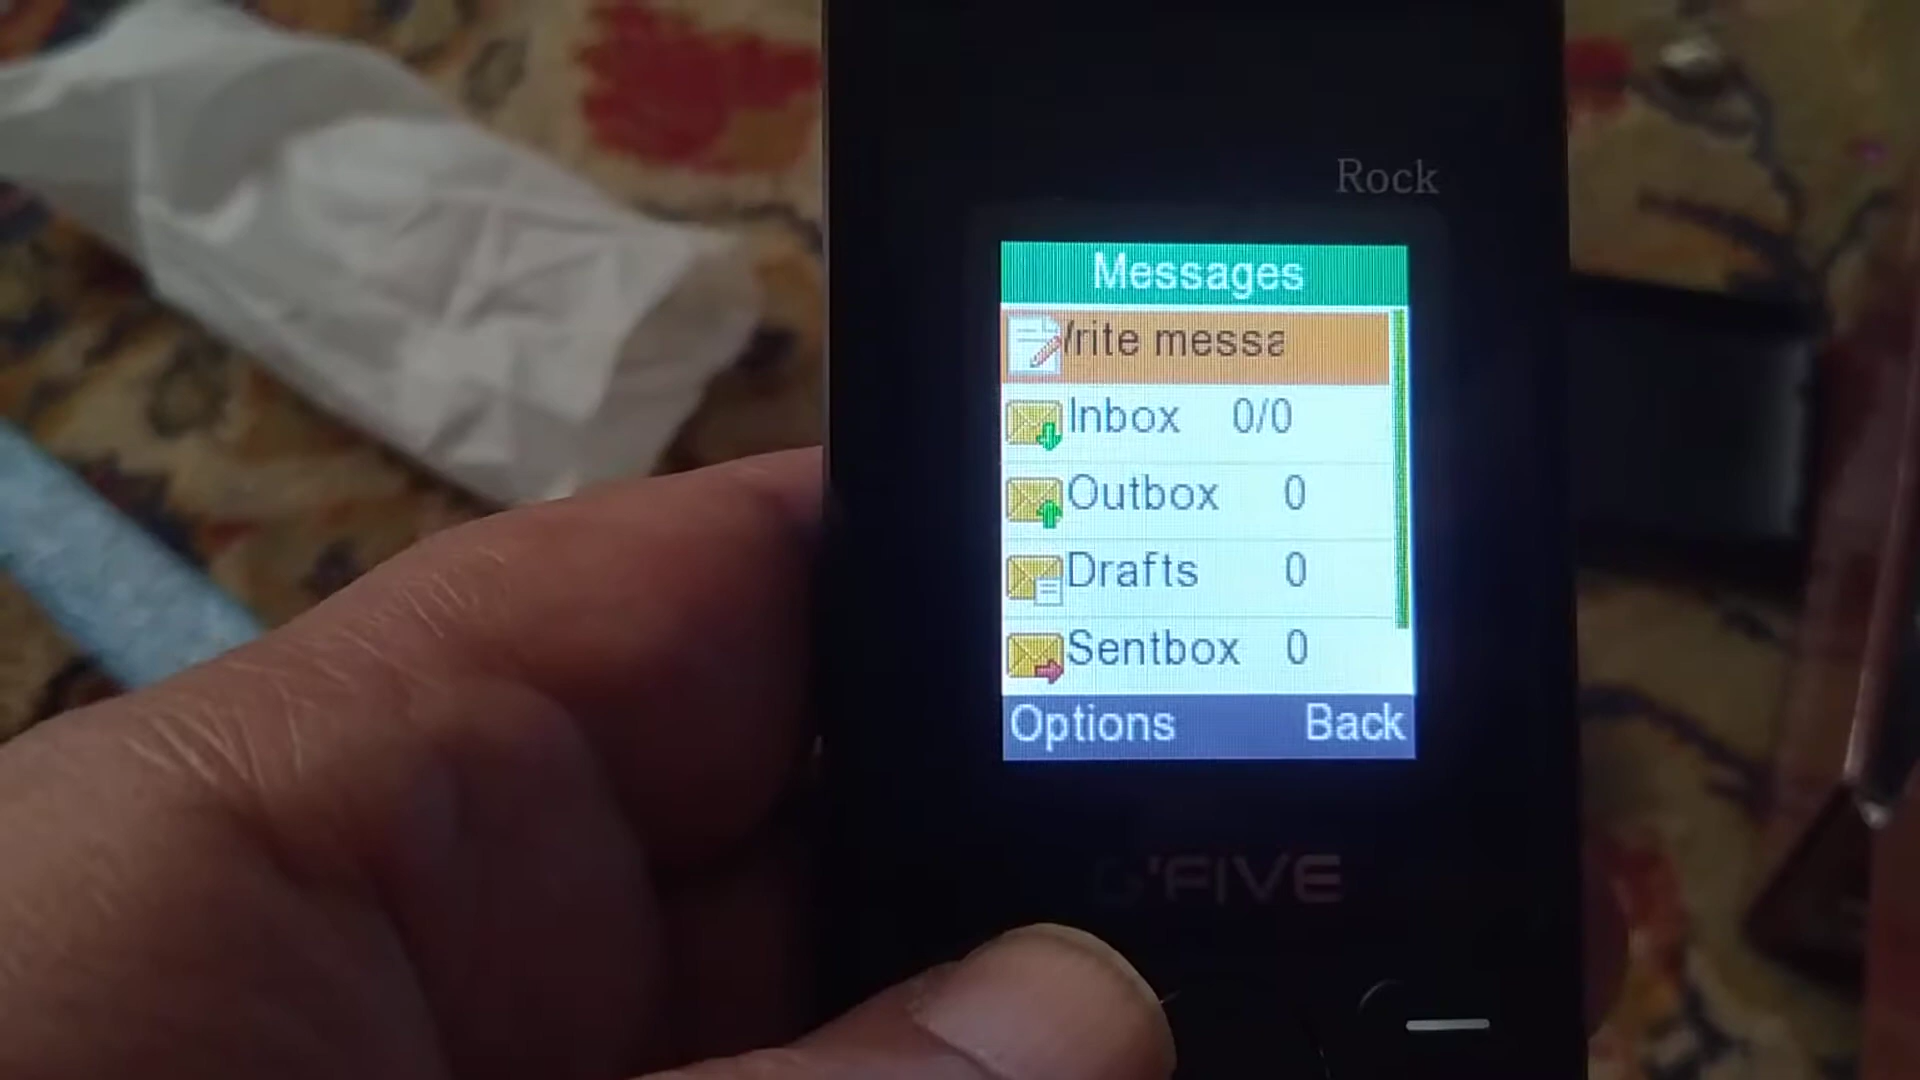 Rock
Messages
rite messa
Inbox 0/0
Outbox 0
Drafts 0
Sentbox 0
Options Back
G'FIVE